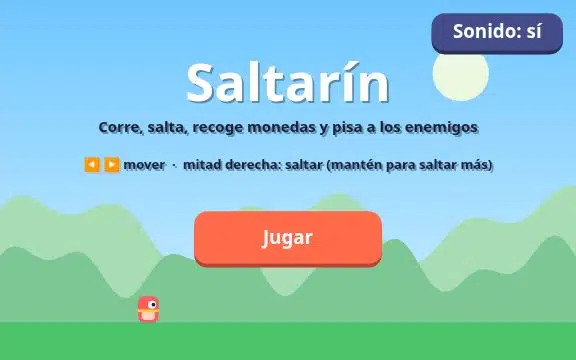 Sonido: sí
Saltarín
Corre, salta, recoge monedas y pisa a los enemigos
◀️ ▶️ mover · mitad derecha: saltar (mantén para saltar más)
Jugar